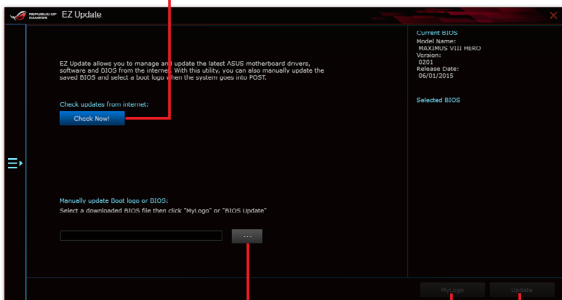 REPUBLIC OF
GAMERS
EZ Update
Current BIOS
Model Name:
MAXIMUS VIII HERO
Version:
0201
Release Date:
06/01/2015
EZ Update allows you to manage and update the latest ASUS motherboard drivers,
software and BIOS from the internet. With this utility, you can also manually update the
saved BIOS and select a boot logo when the system goes into POST.
Selected BIOS
Check updates from internet:
Check Now!
Manually update Boot logo or BIOS:
Select a downloaded BIOS file then click "MyLogo" or "BIOS Update"
...
MyLogo
Update